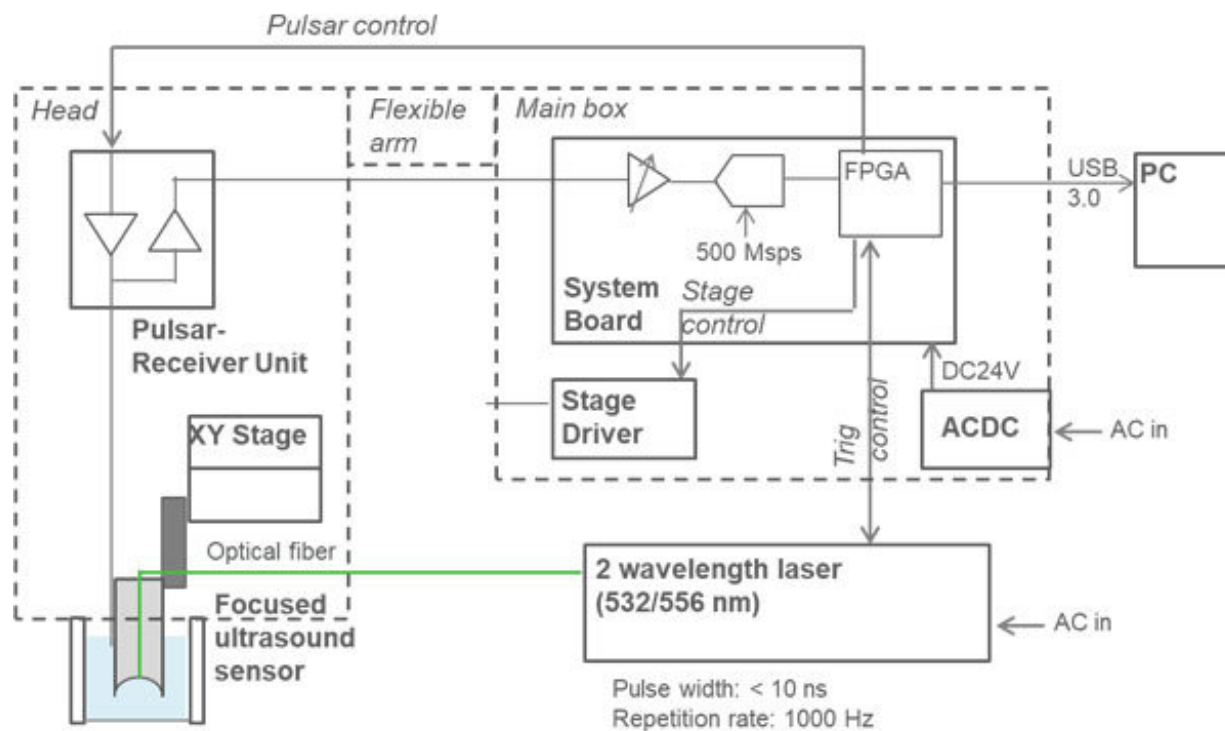 Pulsar control
Head
Flexible
arm
Main box
FPGA
USB
3.0
PC
500 Msps
System
Board
Stage
control
Pulsar-
Receiver Unit
DC24V
Stage
Driver
Trig
control
ACDC
AC in
XY Stage
Optical fiber
2 wavelength laser
(532/556 nm)
Focused
ultrasound
sensor
AC in
Pulse width: < 10 ns
Repetition rate: 1000 Hz